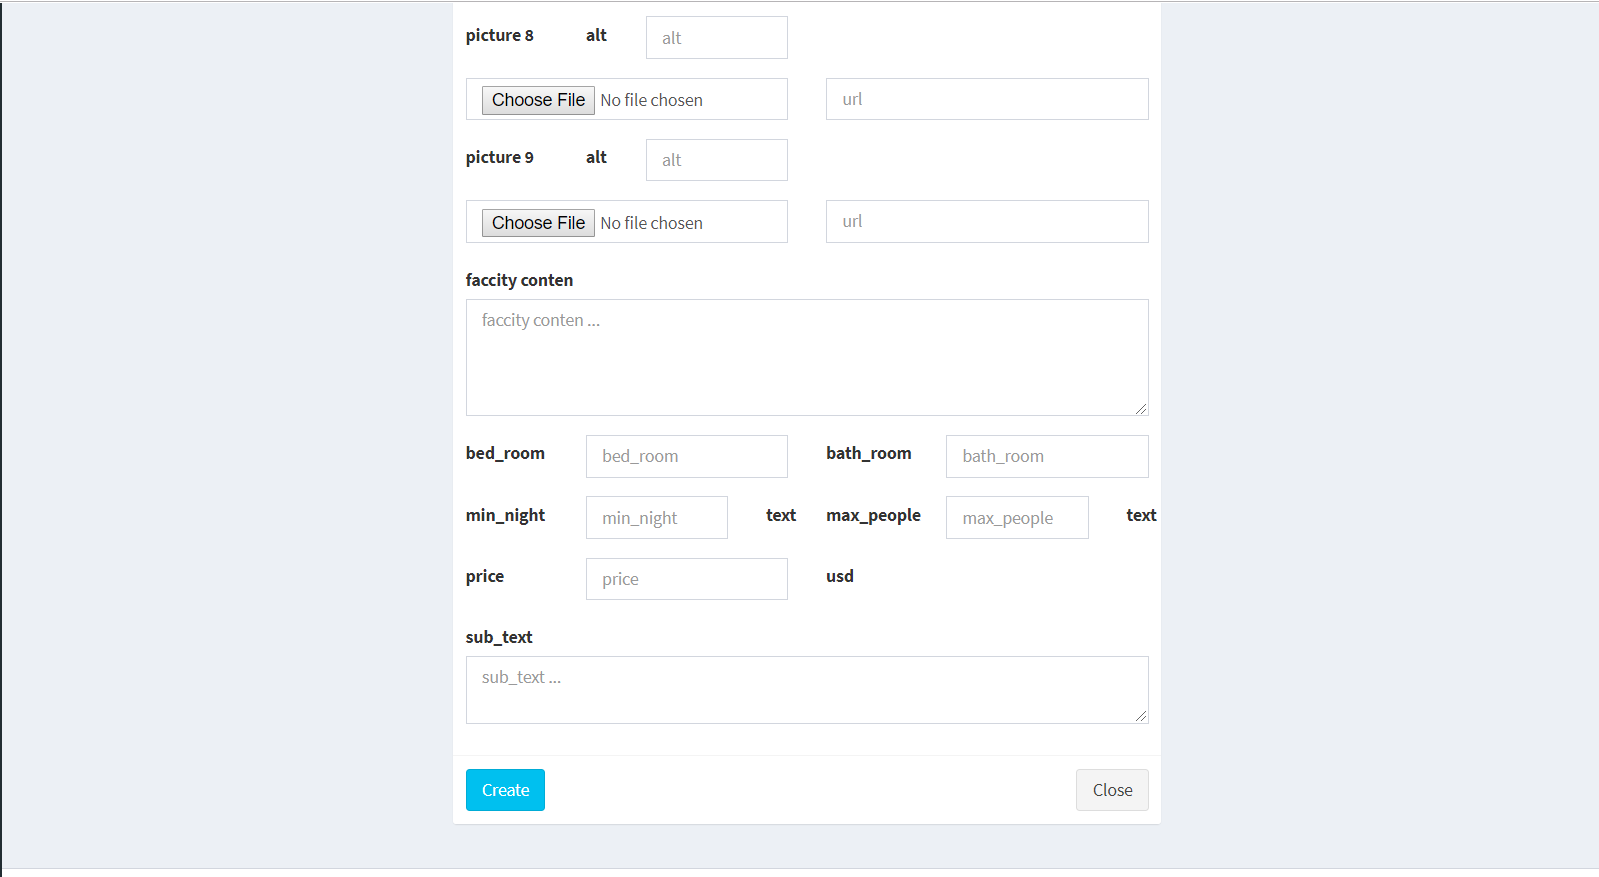 picture 8 alt alt
Choose File No file chosen url
picture 9 alt alt
Choose File No file chosen url
faccity conten
faccity conten ...
bed_room bed_room bath_room bath_room
min_night min_night text max_people max_people text
price price usd
sub_text
sub_text ...
Create Close